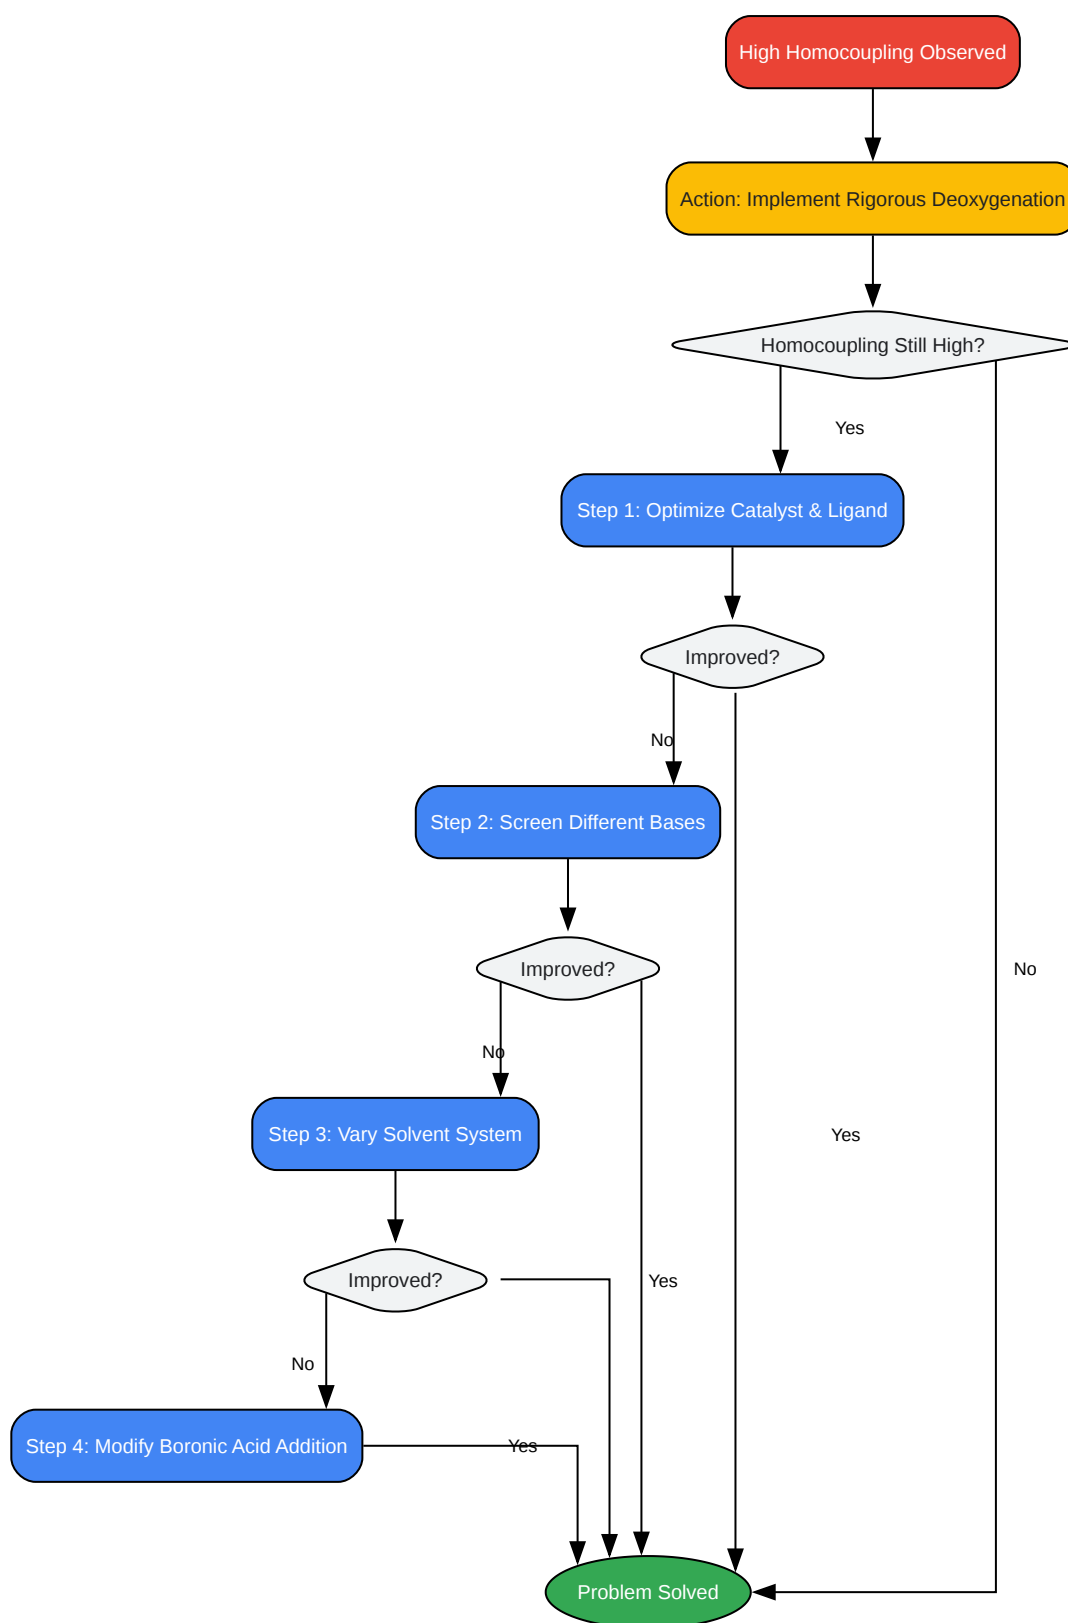 High Homocoupling Observed
Action: Implement Rigorous Deoxygenation
Homocoupling Still High?
Yes
Step 1: Optimize Catalyst & Ligand
Improved?
No
Step 2: Screen Different Bases
Improved?
No
No
Step 3: Vary Solvent System
Yes
Improved?
Yes
No
Step 4: Modify Boronic Acid Addition
Yes
Problem Solved